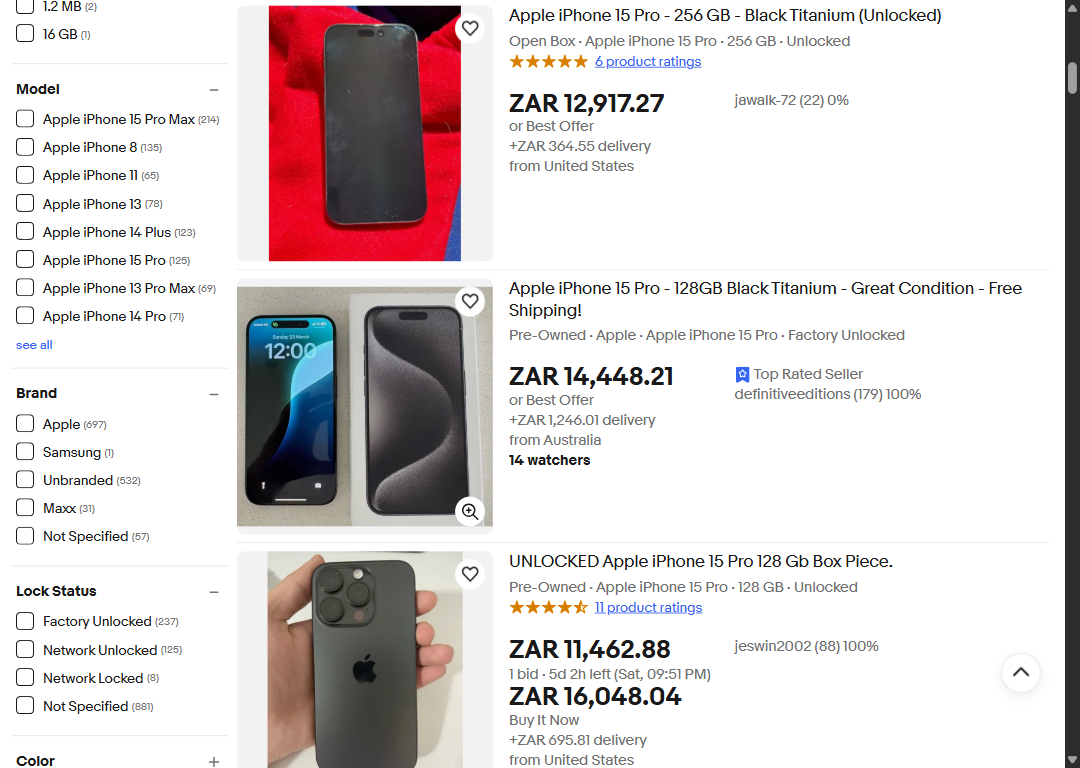 1.2 MB (2)
16 GB (1)
Model
Apple iPhone 15 Pro Max (214)
Apple iPhone 8 (135)
Apple iPhone 11 (65)
Apple iPhone 13 (78)
Apple iPhone 14 Plus (123)
Apple iPhone 15 Pro (125)
Apple iPhone 13 Pro Max (69)
Apple iPhone 14 Pro (71)
see all
Brand
Apple (697)
Samsung (1)
Unbranded (532)
Maxx (31)
Not Specified (57)
Lock Status
Factory Unlocked (237)
Network Unlocked (125)
Network Locked (8)
Not Specified (881)
Color
Apple iPhone 15 Pro - 256 GB - Black Titanium (Unlocked)
Open Box · Apple iPhone 15 Pro · 256 GB · Unlocked
6 product ratings
ZAR 12,917.27
or Best Offer
+ZAR 364.55 delivery
from United States
jawalk-72 (22) 0%
Sunday 23 March
12:00
Apple iPhone 15 Pro - 128GB Black Titanium - Great Condition - Free
Shipping!
Pre-Owned · Apple · Apple iPhone 15 Pro · Factory Unlocked
ZAR 14,448.21
or Best Offer
+ZAR 1,246.01 delivery
from Australia
14 watchers
Top Rated Seller
definitiveeditions (179) 100%
UNLOCKED Apple iPhone 15 Pro 128 Gb Box Piece.
Pre-Owned · Apple iPhone 15 Pro · 128 GB · Unlocked
11 product ratings
ZAR 11,462.88
1 bid · 5d 2h left (Sat, 09:51 PM)
ZAR 16,048.04
Buy It Now
+ZAR 695.81 delivery
from United States
jeswin2002 (88) 100%